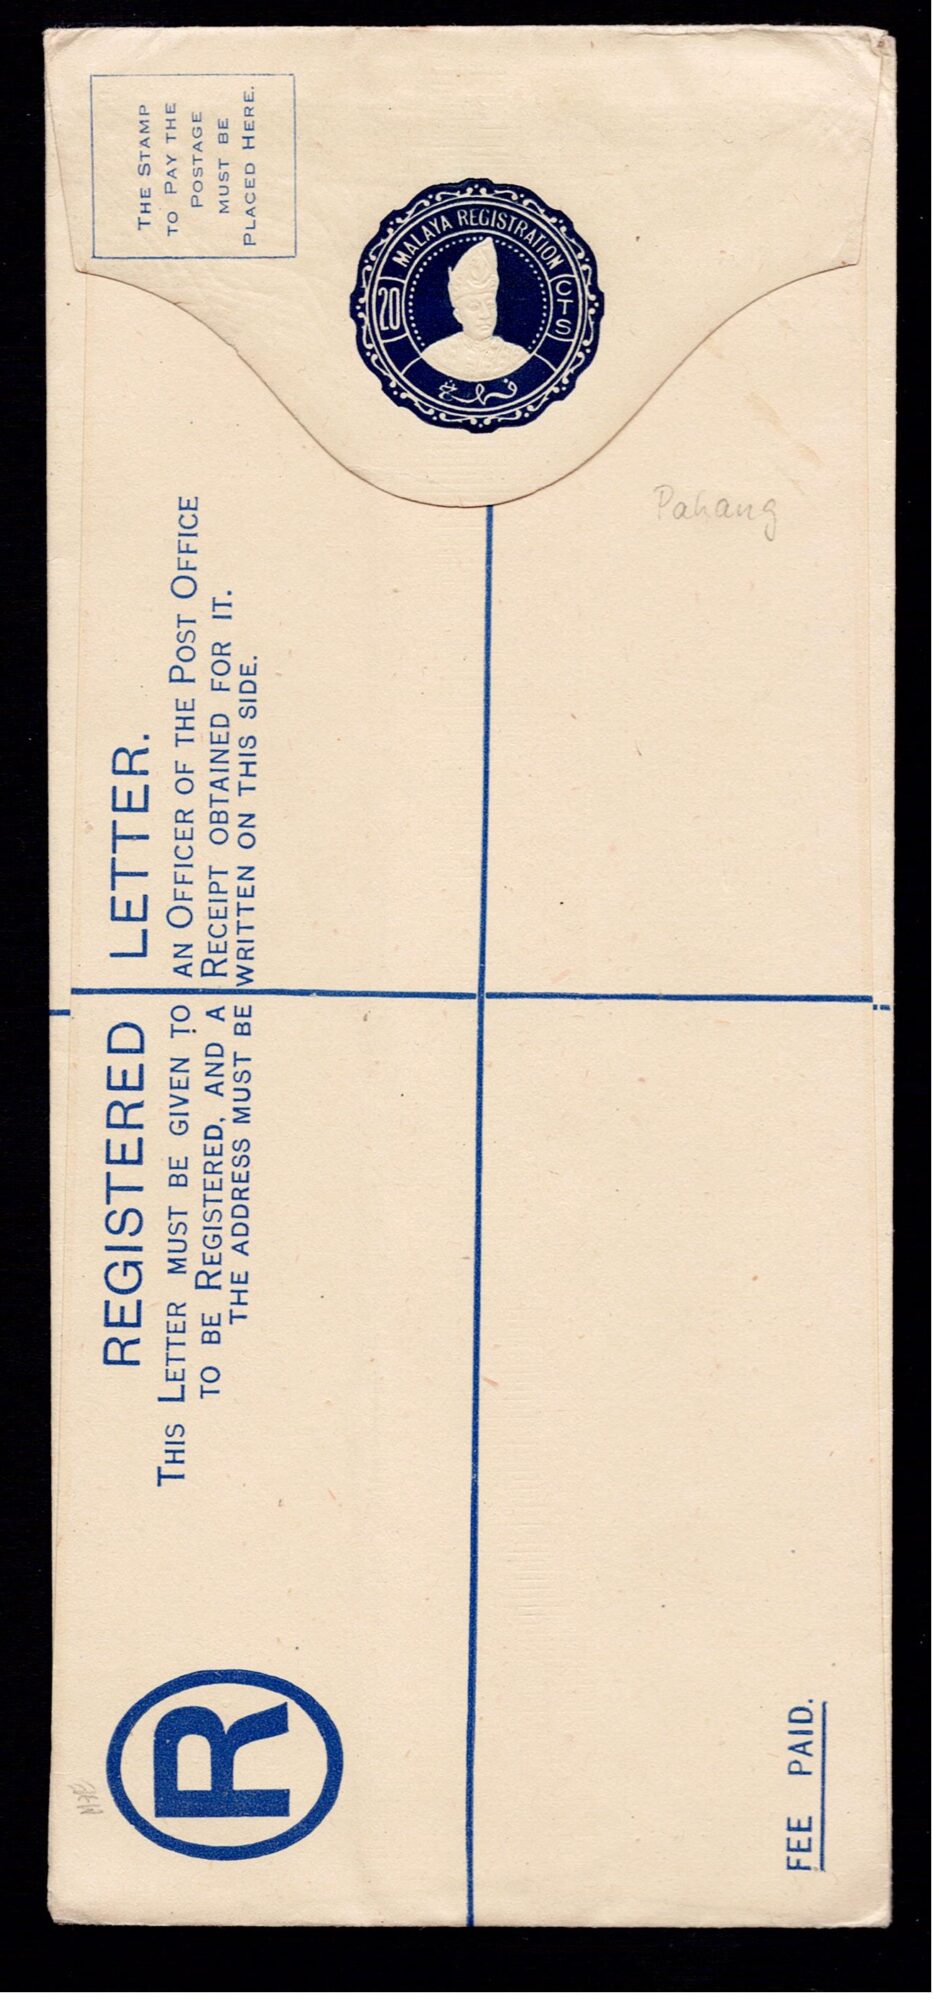 THE STAMP
TO PAY THE
POSTAGE
MUST BE
PLACED HERE.
MALAYA REGISTRATION
20
CTS
فهڠ
Pahang
REGISTERED LETTER.
THIS LETTER MUST BE GIVEN TO AN OFFICER OF THE POST OFFICE
TO BE REGISTERED, AND A RECEIPT OBTAINED FOR IT.
THE ADDRESS MUST BE WRITTEN ON THIS SIDE.
R
FEE PAID.